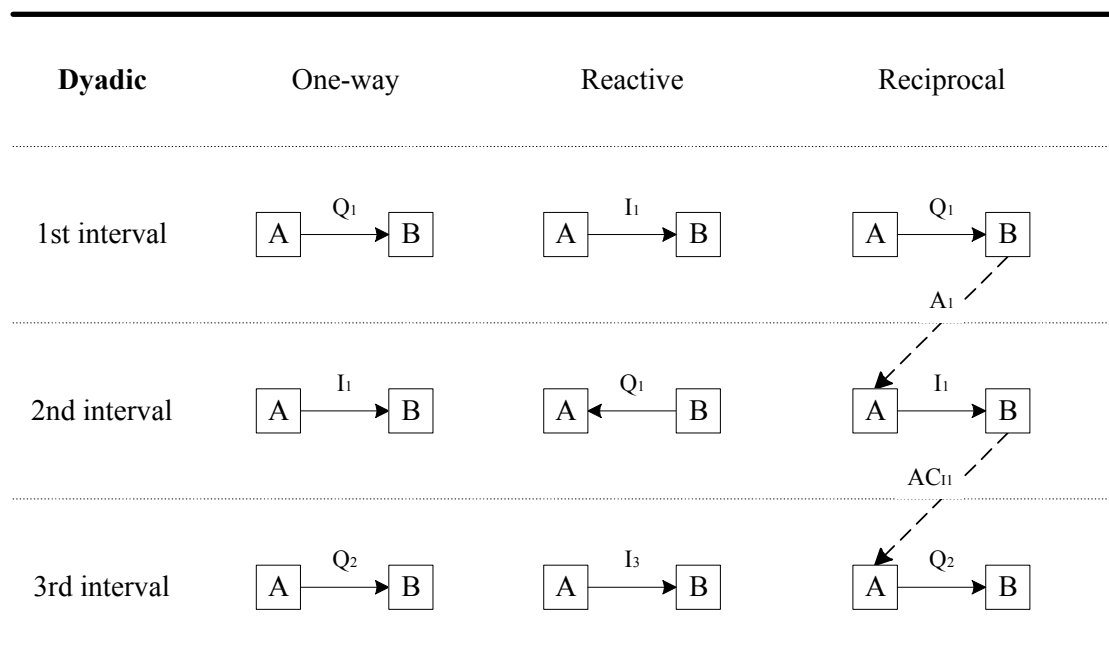 Dyadic One-way Reactive Reciprocal
Q1 I1 Q1
1st interval A B A B A B
A1
I1 Q1 I1
2nd interval A B A B A B
ACI1
Q2 I3 Q2
3rd interval A B A B A B